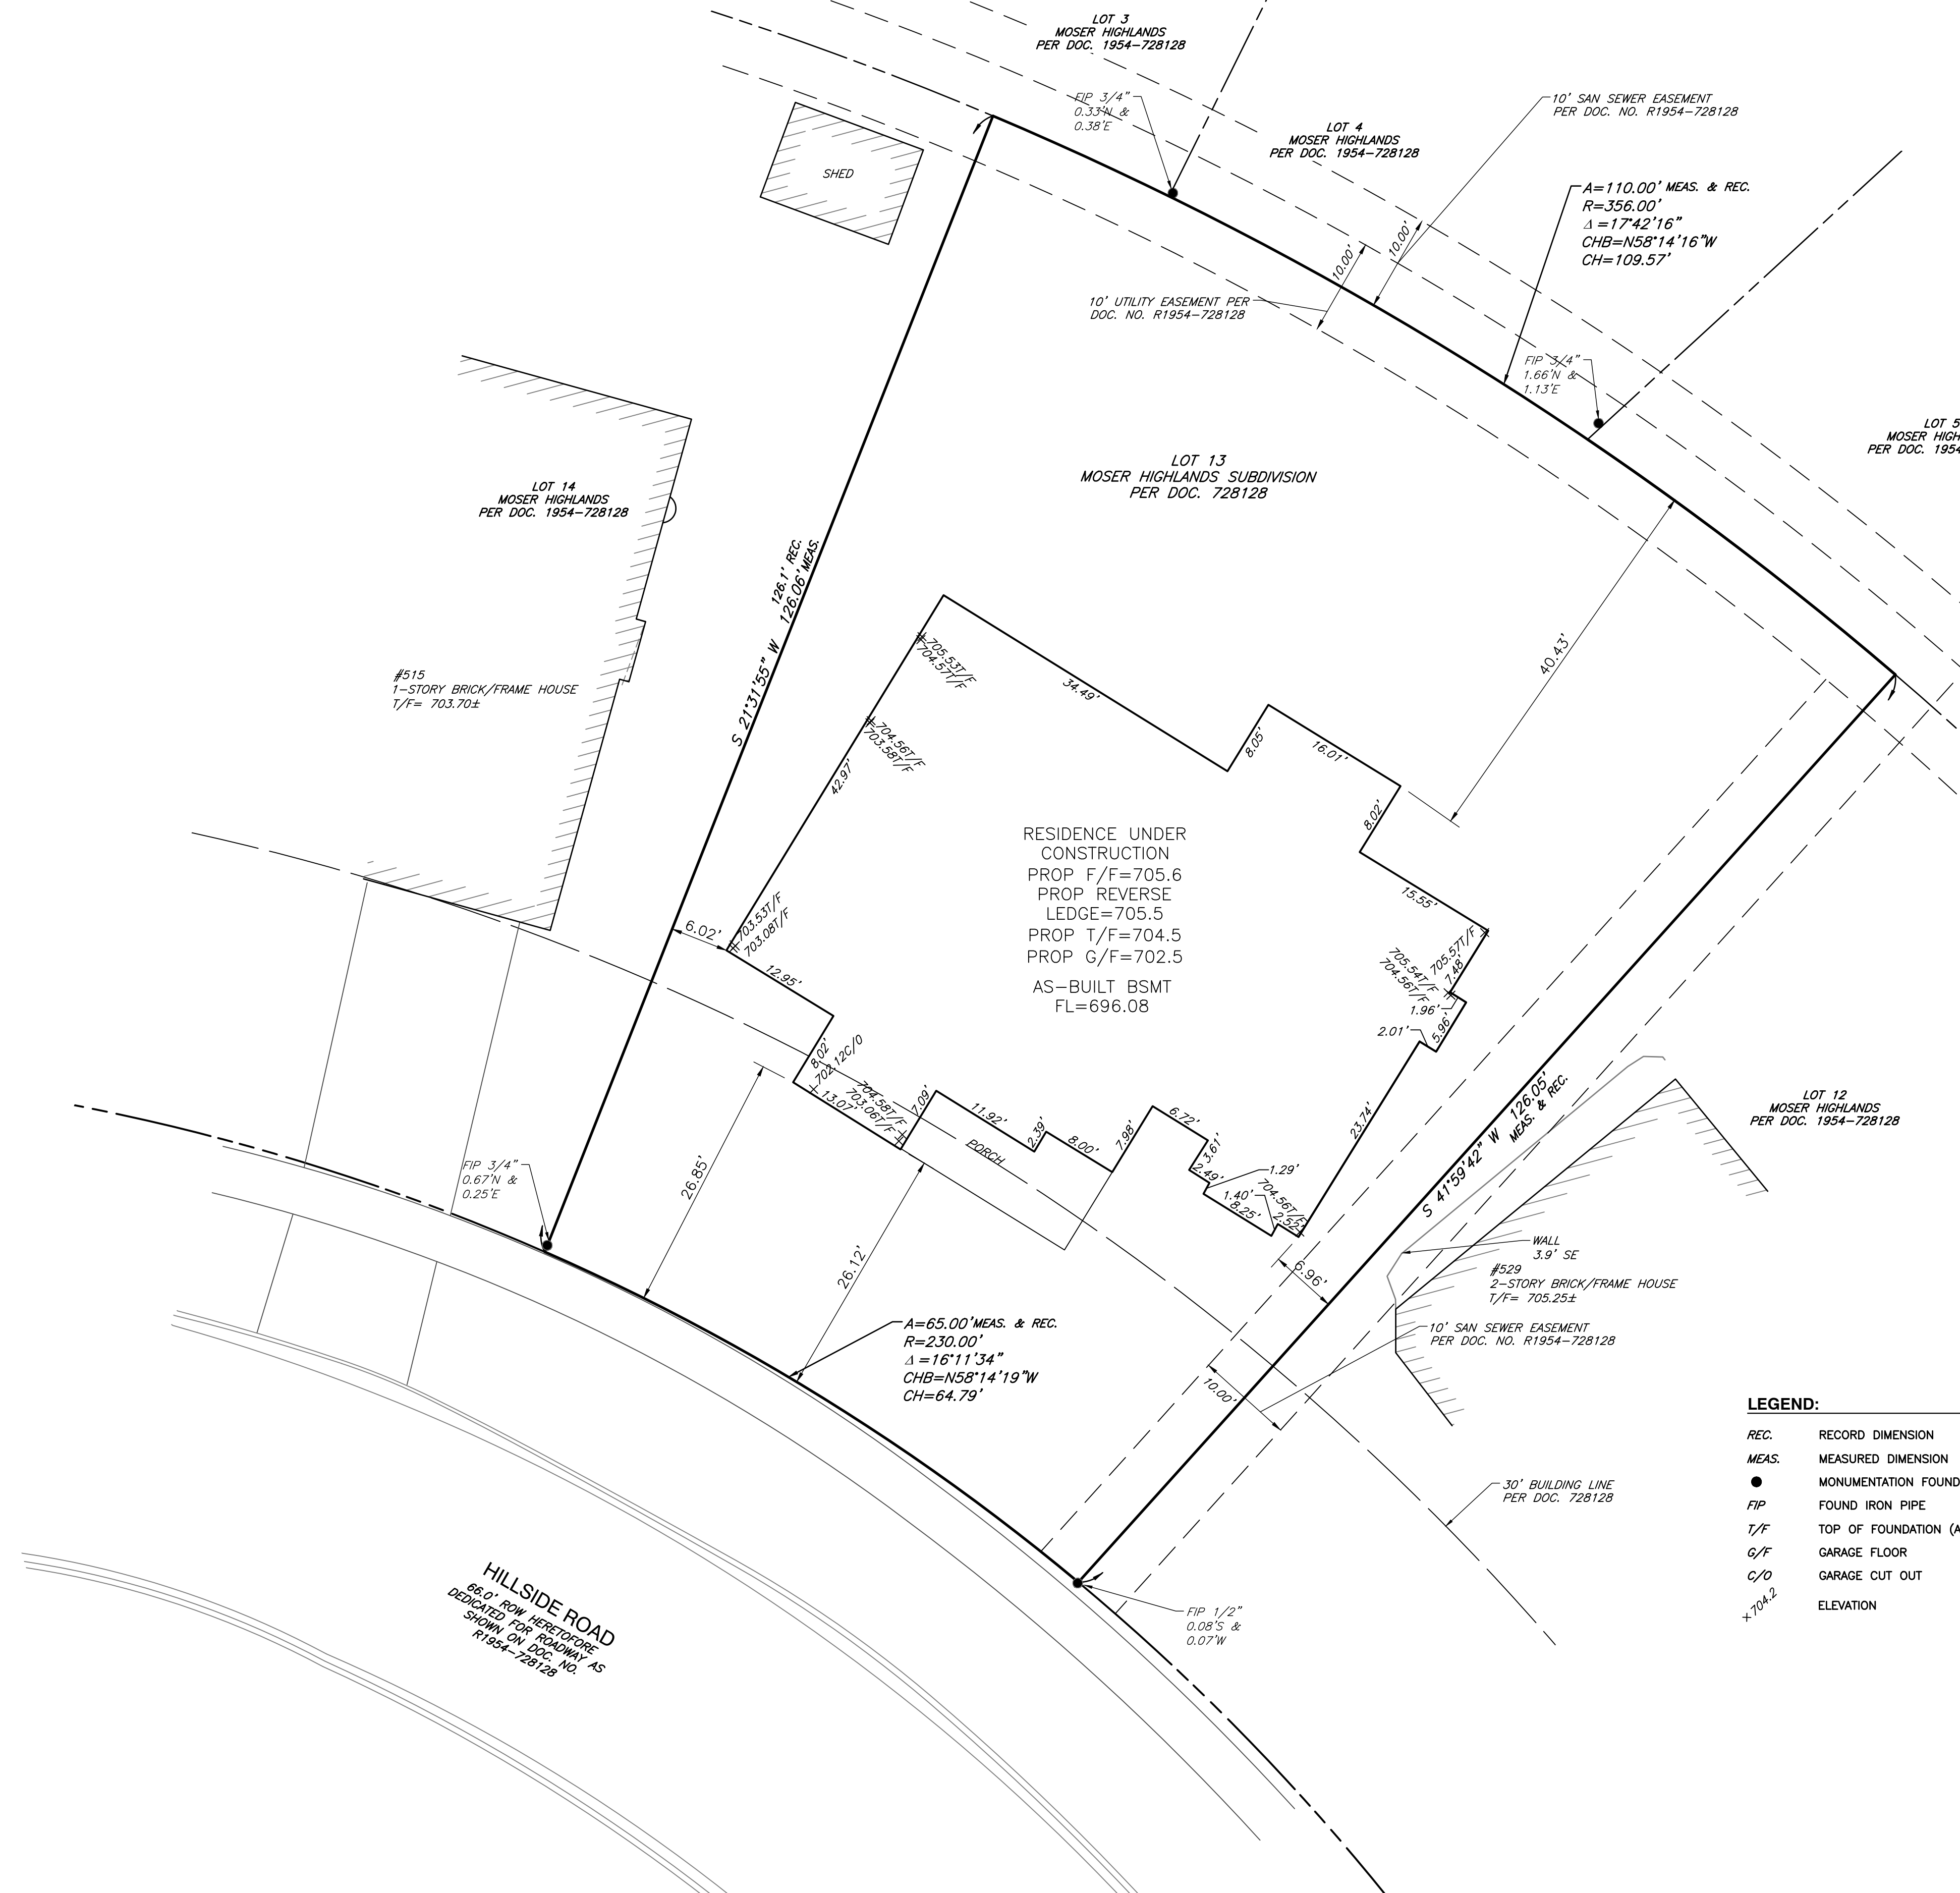 LOT 3
MOSER HIGHLANDS
PER DOC. 1954-728128
FIP 3/4"
0.33'N &
0.38'E
LOT 4
MOSER HIGHLANDS
PER DOC. 1954-728128
10' SAN SEWER EASEMENT
PER DOC. NO. R1954-728128
SHED
A=110.00' MEAS. & REC.
R=356.00'
Δ =17°42'16"
CHB=N58°14'16"W
CH=109.57'
10.00'
10.00'
10' UTILITY EASEMENT PER
DOC. NO. R1954-728128
FIP 3/4"
1.66'N &
1.13'E
LOT 5
MOSER HIGH
PER DOC. 1954
LOT 13
MOSER HIGHLANDS SUBDIVISION
PER DOC. 728128
LOT 14
MOSER HIGHLANDS
PER DOC. 1954-728128
126.1' REC.
S 21°31'55" W 126.06' MEAS.
#515
1-STORY BRICK/FRAME HOUSE
T/F= 703.70±
705.53T/F
704.57T/F
34.49'
40.43'
704.56T/F
703.58T/F
8.05'
16.01'
42.97'
8.02'
RESIDENCE UNDER
CONSTRUCTION
PROP F/F=705.6
PROP REVERSE
LEDGE=705.5
PROP T/F=704.5
PROP G/F=702.5
AS-BUILT BSMT
FL=696.08
15.55'
703.53T/F
703.08T/F
6.02'
12.95'
705.57T/F
705.54T/F
704.56T/F
7.48'
1.96'
5.96'
2.01'
8.02'
702.12C/O
13.07'
704.58T/F
703.06T/F
7.09'
11.92'
2.39'
8.00'
7.98'
6.72'
3.61'
2.49'
1.29'
1.40'
8.25'
704.56T/F
2.52'
23.74'
PORCH
S 41°59'42" W 126.05'
MEAS. & REC.
LOT 12
MOSER HIGHLANDS
PER DOC. 1954-728128
FIP 3/4"
0.67'N &
0.25'E
26.85'
26.12'
6.96'
WALL
3.9' SE
#529
2-STORY BRICK/FRAME HOUSE
T/F= 705.25±
A=65.00' MEAS. & REC.
R=230.00'
Δ =16°11'34"
CHB=N58°14'19"W
CH=64.79'
10' SAN SEWER EASEMENT
PER DOC. NO. R1954-728128
10.00'
30' BUILDING LINE
PER DOC. 728128
FIP 1/2"
0.08'S &
0.07'W
HILLSIDE ROAD
66.0' ROW HERETOFORE
DEDICATED FOR ROADWAY AS
SHOWN ON DOC. NO.
R1954-728128
LEGEND:
REC. RECORD DIMENSION
MEAS. MEASURED DIMENSION
MONUMENTATION FOUND
FIP FOUND IRON PIPE
T/F TOP OF FOUNDATION (A
G/F GARAGE FLOOR
C/O GARAGE CUT OUT
×704.2 ELEVATION